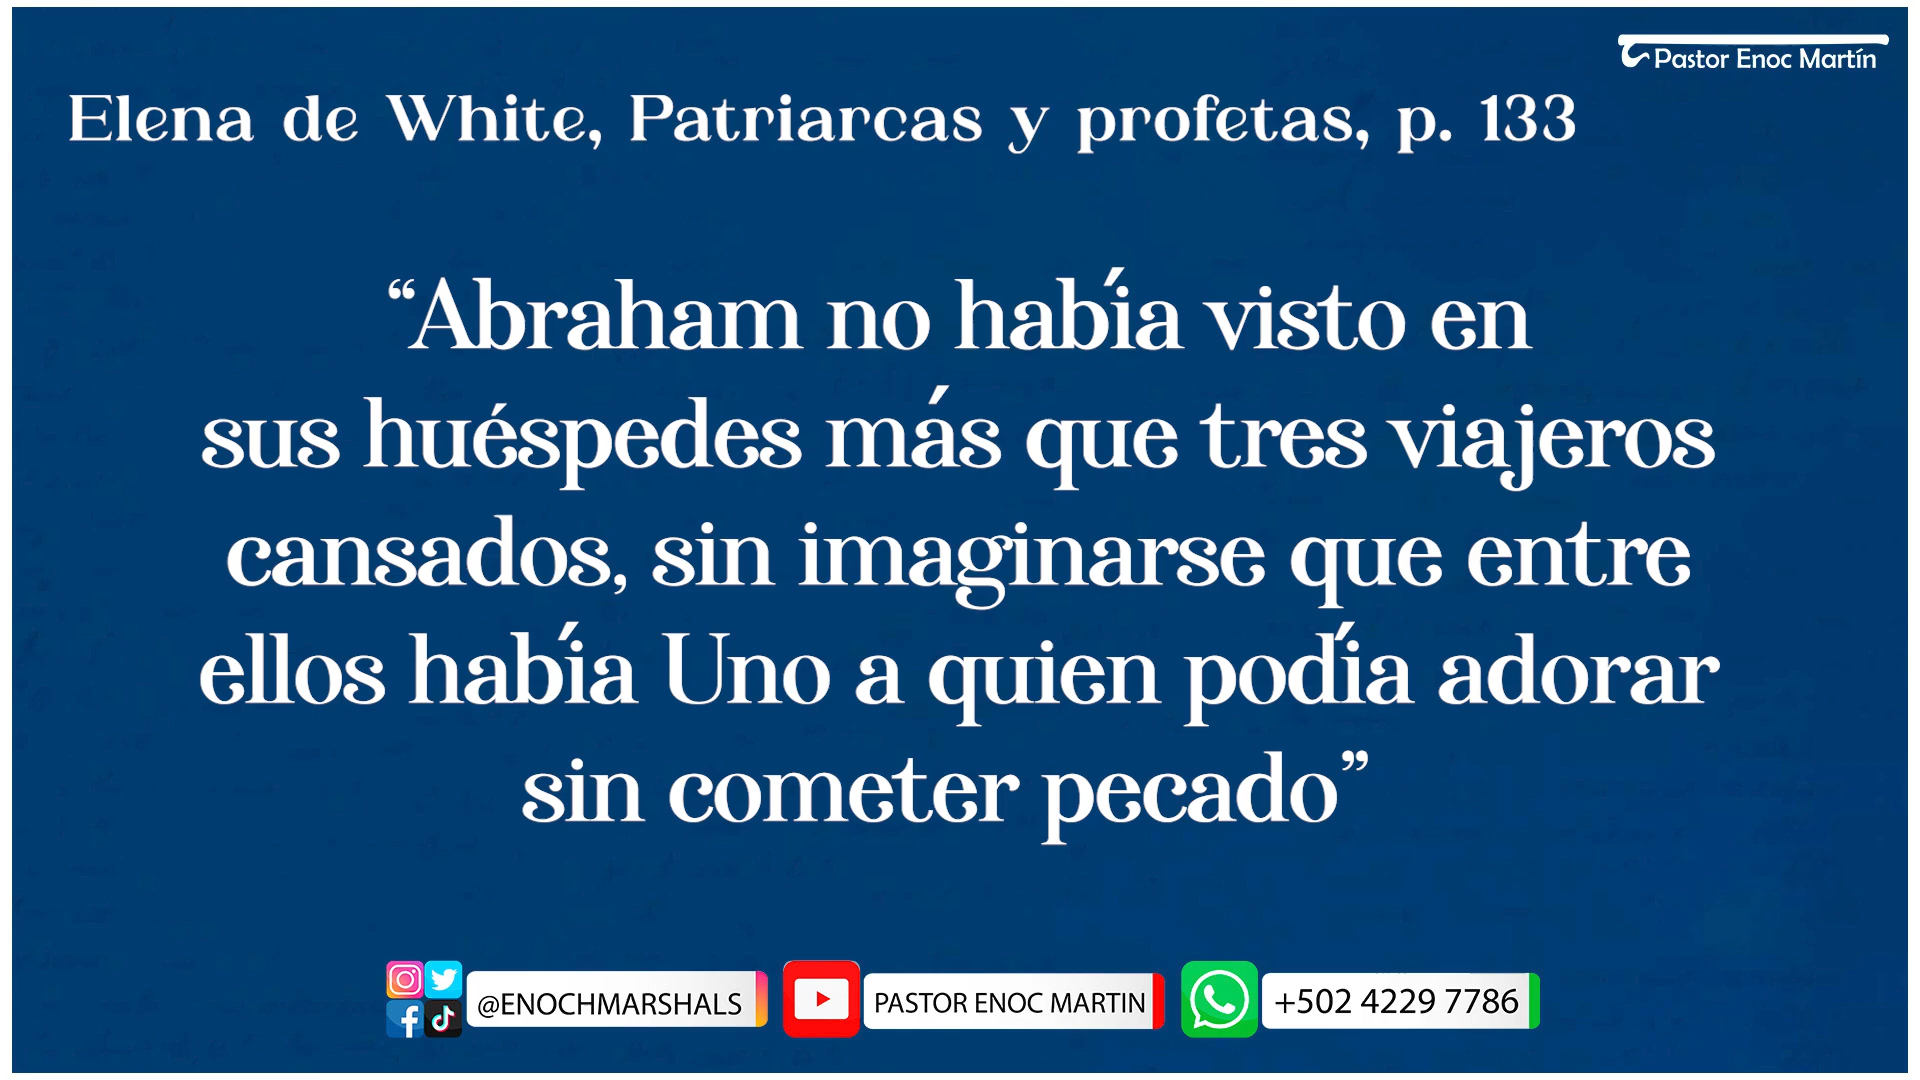 Pastor Enoc Martín
Elena de White, Patriarcas y profetas, p. 133
“Abraham no había visto en
sus huéspedes más que tres viajeros
cansados, sin imaginarse que entre
ellos había Uno a quien podía adorar
sin cometer pecado”
@ENOCHMARSHALS
PASTOR ENOC MARTIN
+502 4229 7786